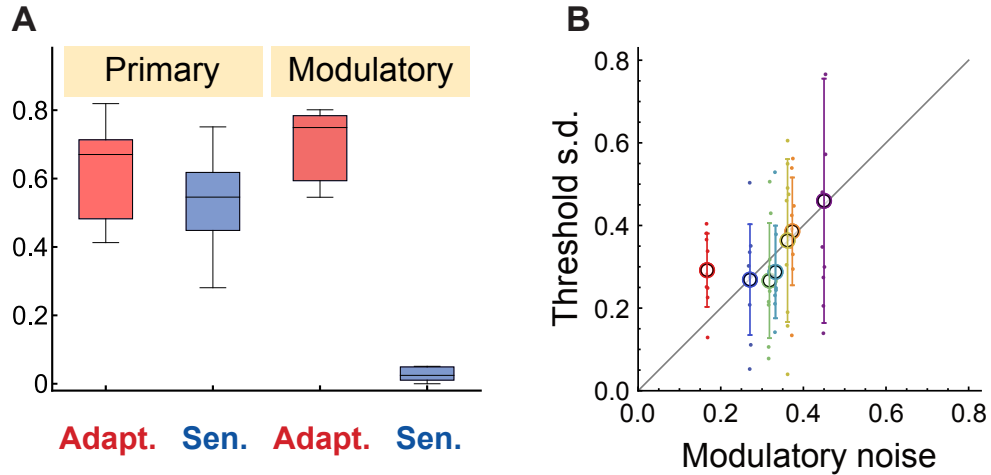 A
Primary
Modulatory
0.8
0.6
0.4
0.2
0
Adapt.
Sen.
Adapt.
Sen.
B
Threshold s.d.
0.8
0.6
0.4
0.2
0.0
0.0
0.2
0.4
0.6
0.8
Modulatory noise